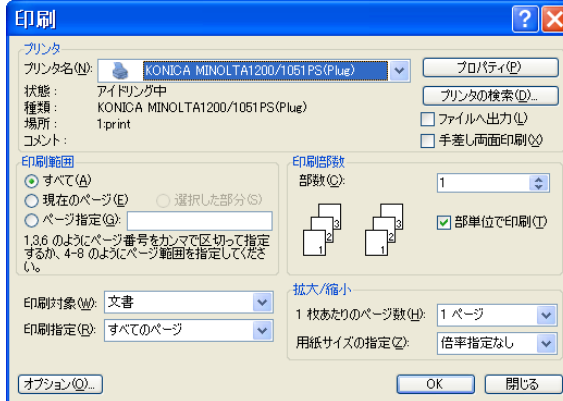 印刷
プリンタ
プリンタ名(N): KONICA MINOLTA1200/1051PS(Plug) プロパティ(P)
状態: アイドリング中 プリンタの検索(D)...
種類: KONICA MINOLTA1200/1051PS(Plug)
場所: 1:print ファイルへ出力(L)
コメント: 手差し両面印刷(X)
印刷範囲
すべて(A)
現在のページ(E) 選択した部分(S)
ページ指定(G):
1,3,6 のようにページ番号をカンマで区切って指定
するか、4-8 のようにページ範囲を指定してくださ
い。
印刷部数
部数(C): 1
部単位で印刷(T)
1 2 3 1 2 3
印刷対象(W): 文書
印刷指定(R): すべてのページ
拡大/縮小
1 枚あたりのページ数(H): 1 ページ
用紙サイズの指定(Z): 倍率指定なし
オプション(O)... OK 閉じる